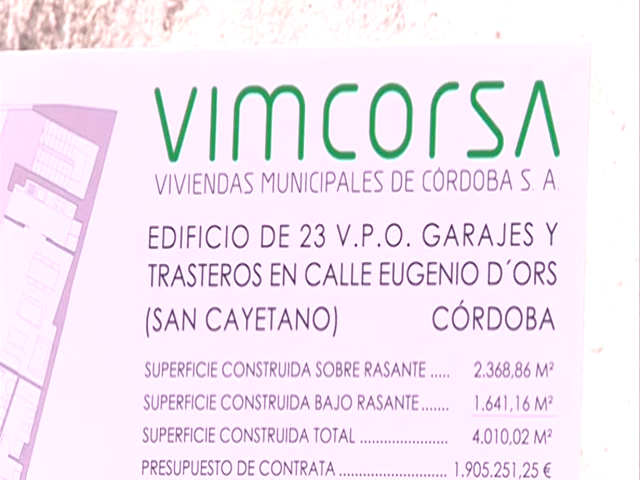 VIMCORSA
VIVIENDAS MUNICIPALES DE CÓRDOBA S. A.
EDIFICIO DE 23 V.P.O. GARAJES Y
TRASTEROS EN CALLE EUGENIO D´ORS
(SAN CAYETANO) CÓRDOBA
SUPERFICIE CONSTRUIDA SOBRE RASANTE ..... 2.368,86 M²
SUPERFICIE CONSTRUIDA BAJO RASANTE....... 1.641,16 M²
SUPERFICIE CONSTRUIDA TOTAL ...................... 4.010,02 M²
PRESUPUESTO DE CONTRATA ........................... 1.905.251,25 €